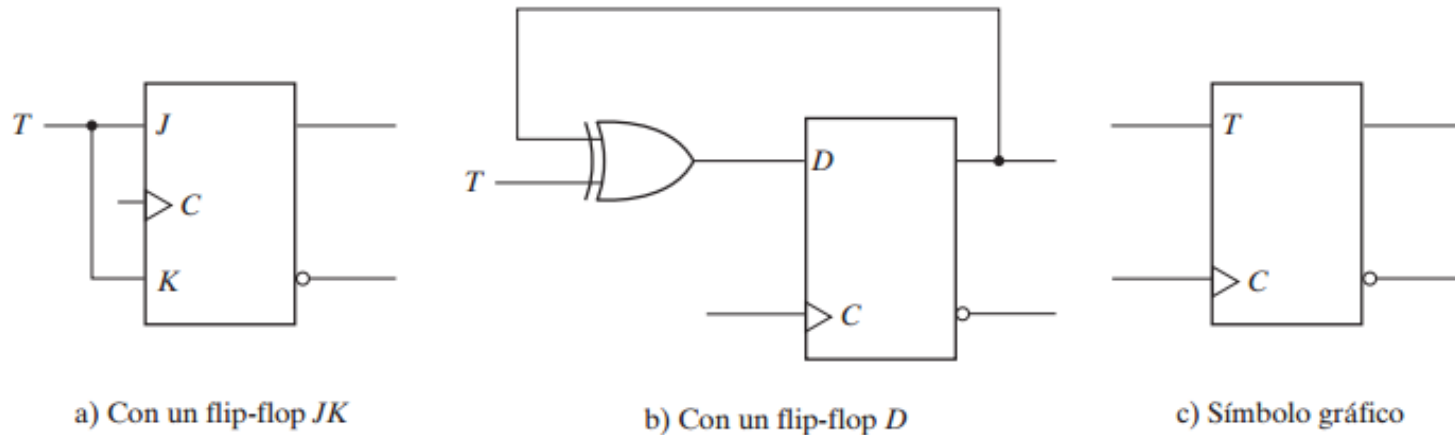 T
J
C
K
a) Con un flip-flop JK
T
D
C
b) Con un flip-flop D
T
C
c) Símbolo gráfico